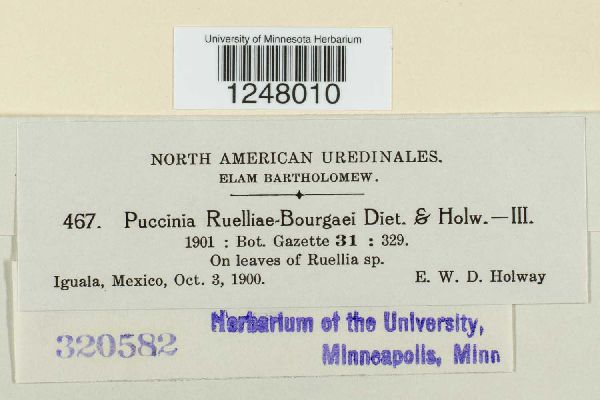 University of Minnesota Herbarium
1248010
NORTH AMERICAN UREDINALES.
ELAM BARTHOLOMEW.
467. Puccinia Ruelliae-Bourgaei Diet. & Holw.—III.
1901 : Bot. Gazette 31 : 329.
On leaves of Ruellia sp.
Iguala, Mexico, Oct. 3, 1900. E. W. D. Holway
320582 Herbarium of the University,
Minneapolis, Minn